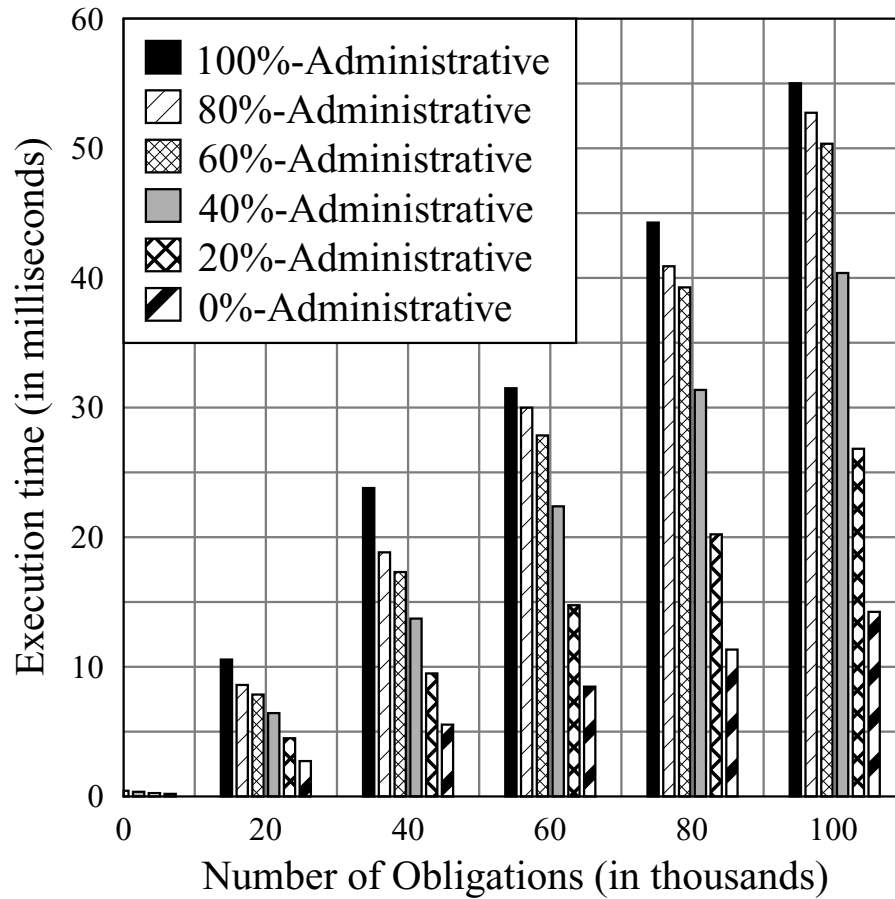 60
50
40
30
20
10
0
Execution time (in milliseconds)
100%-Administrative
80%-Administrative
60%-Administrative
40%-Administrative
20%-Administrative
0%-Administrative
0 20 40 60 80 100
Number of Obligations (in thousands)